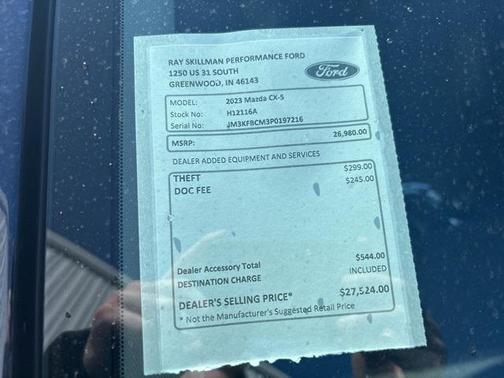 RAY SKILLMAN PERFORMANCE FORD
1250 US 31 SOUTH
GREENWOOD, IN 46143
Ford
MODEL: 2023 Mazda CX-5
Stock No: H12116A
Serial No: JM3KFBCM3P0197216
MSRP: 26,980.00
DEALER ADDED EQUIPMENT AND SERVICES
THEFT $299.00
DOC FEE $245.00
Dealer Accessory Total $544.00
DESTINATION CHARGE INCLUDED
DEALER'S SELLING PRICE* $27,524.00
* Not the Manufacturer's Suggested Retail Price